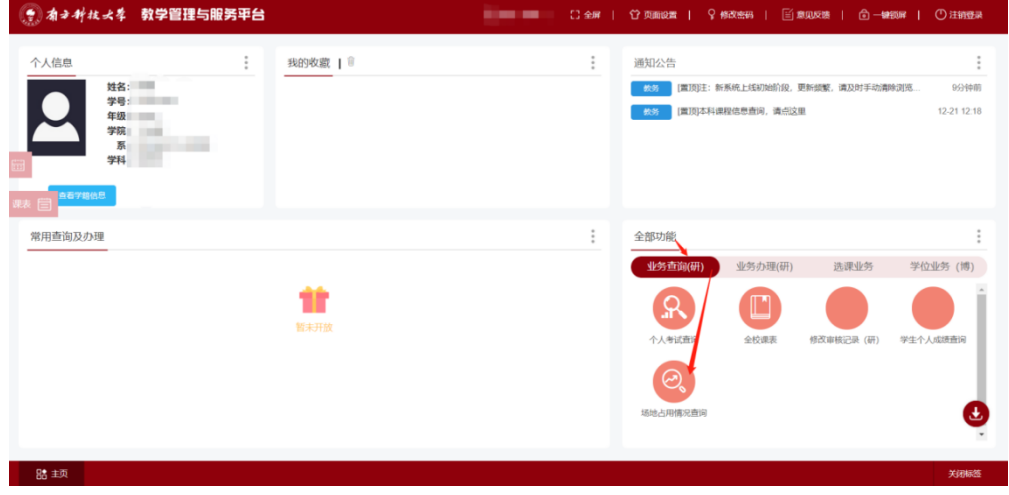 南方科技大学 教学管理与服务平台
全屏 | 页面设置 | 修改密码 | 意见反馈 | 一键锁屏 | 注销登录
个人信息
姓名:
学号:
年级
学院
系
学科
查看学籍信息
课表
我的收藏 |
通知公告
教务 [置顶]注：新系统上线初始阶段，更新频繁，请及时手动清除浏览... 9分钟前
教务 [置顶]本科课程信息查询，请点这里 12-21 12:18
常用查询及办理
暂未开放
全部功能
业务查询(研) 业务办理(研) 选课业务 学位业务（博）
个人考试查询 全校课表 修改审核记录（研） 学生个人成绩查询
场地占用情况查询
主页 关闭标签